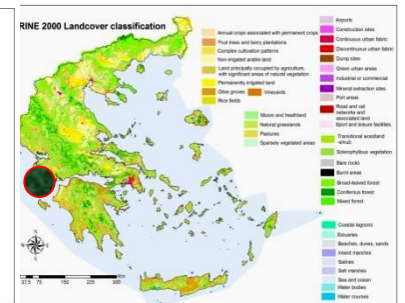 RINE 2000 Landcover classification
Annual crops associated with permanent crops
Fruit trees and berry plantations
Complex cultivation patterns
Non-irrigated arable land
Land principally occupied by agriculture,
with significant areas of natural vegetation
Permanently irrigated land
Olive groves
Vineyards
Rice fields
Moors and heathland
Natural grasslands
Pastures
Sparsely vegetated areas
Airports
Construction sites
Continuous urban fabric
Discontinuous urban fabric
Dump sites
Green urban areas
Industrial or commercial
Mineral extraction sites
Port areas
Road and rail
networks and
associated land
Sport and leisure facilities
Transitional woodland
-shrub
Sclerophyllous vegetation
Bare rocks
Burnt areas
Broad-leaved forest
Coniferous forest
Mixed forest
Coastal lagoons
Estuaries
Beaches, dunes, sands
Inland marshes
Salines
Salt marshes
Sea and ocean
Water bodies
Water courses
N
S
37,5 75
150
225
300